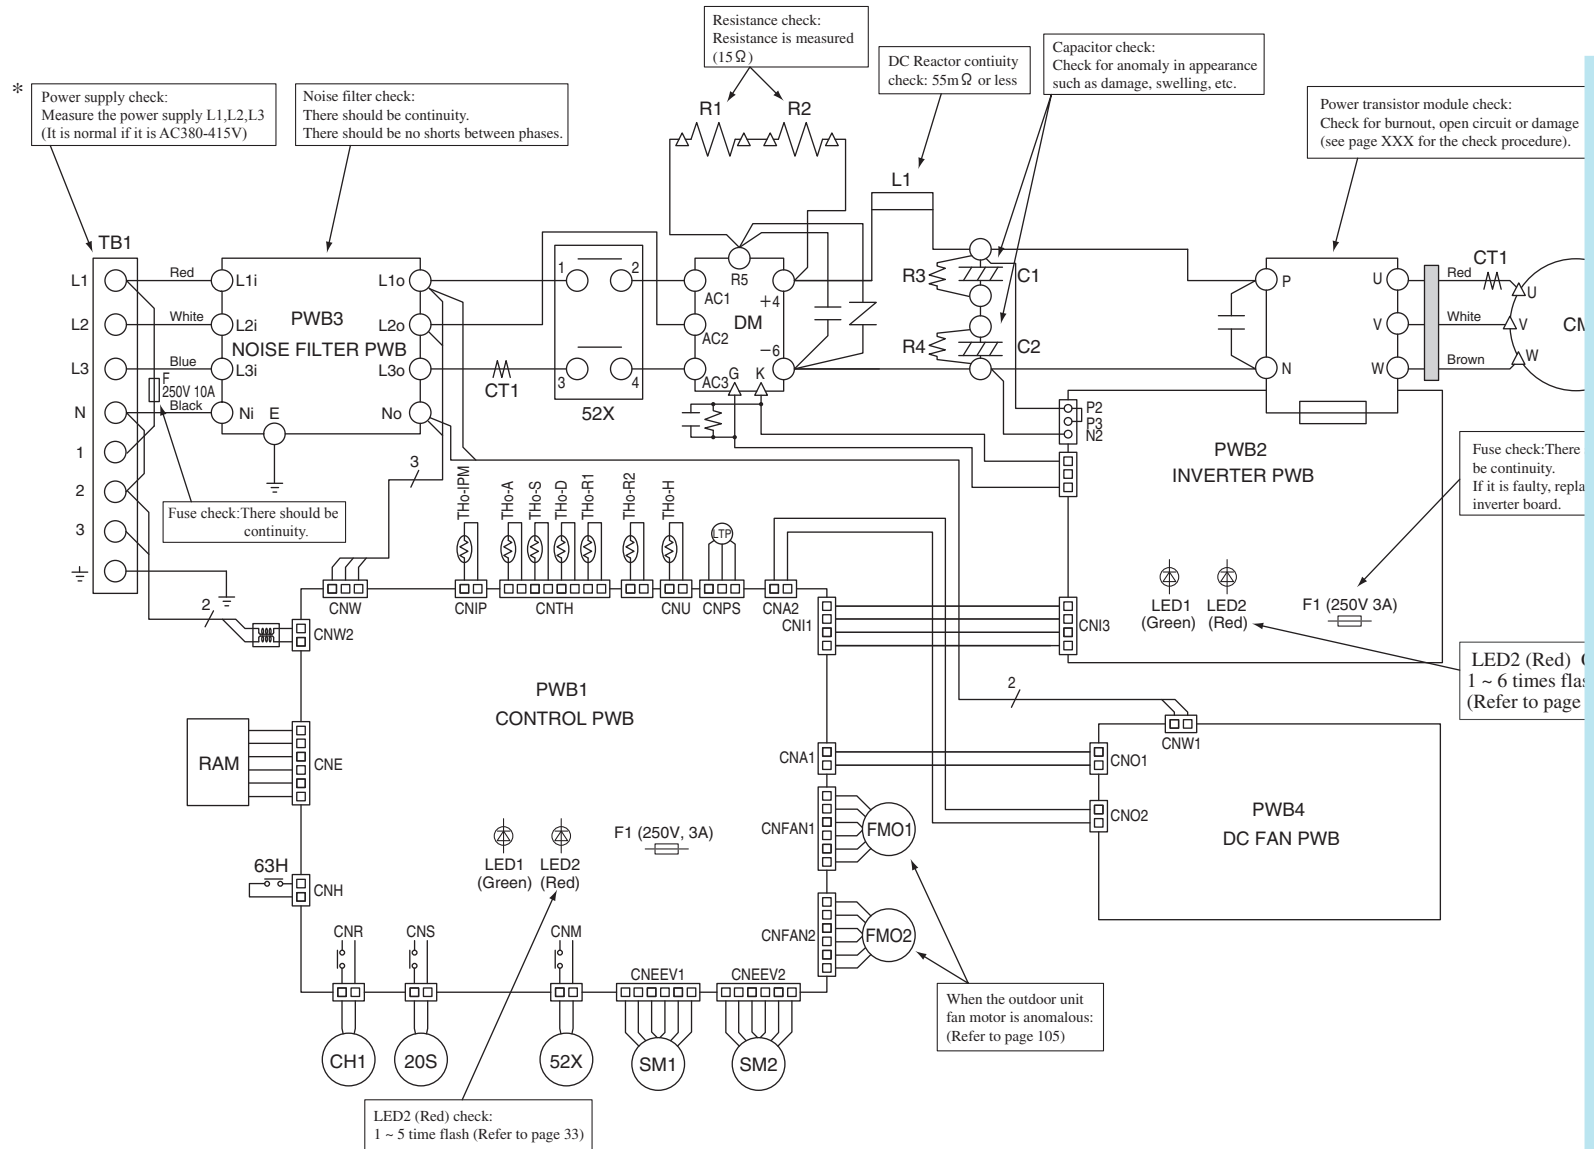 Resistance check:
Resistance is measured
(15Ω)
DC Reactor contiuity
check: 55mΩ or less
Capacitor check:
Check for anomaly in appearance
such as damage, swelling, etc.
*
Power supply check:
Measure the power supply L1,L2,L3
(It is normal if it is AC380-415V)
Noise filter check:
There should be continuity.
There should be no shorts between phases.
Power transistor module check:
Check for burnout, open circuit or damage
(see page XXX for the check procedure).
R1
R2
L1
TB1
L1
L2
L3
N
1
2
3
Red
White
Blue
Black
F
250V 10A
L1i
L2i
L3i
Ni
E
L1o
L2o
L3o
No
PWB3
NOISE FILTER PWB
CT1
1
2
3
4
52X
R5
AC1
AC2
AC3
+4
DM
−6
G
K
R3
C1
R4
C2
P
N
U
V
W
Red
White
Brown
CT1
U
V
W
P2
P3
N2
PWB2
INVERTER PWB
Fuse check:There should be
continuity.
Fuse check:There
be continuity.
If it is faulty,
inverter board.
3
THo-IPM
THo-A
THo-S
THo-D
THo-R1
THo-R2
THo-H
LTP
CNW
CNIP
CNTH
CNU
CNPS
CNA2
2
CNW2
CNI1
CNI3
LED1
(Green)
LED2
(Red)
F1 (250V 3A)
LED2 (Red)
1 ~ 6 times
(Refer to page
PWB1
CONTROL PWB
2
CNW1
RAM
CNE
CNA1
CNO1
CNO2
PWB4
DC FAN PWB
CNFAN1
FMO1
LED1
(Green)
LED2
(Red)
F1 (250V, 3A)
63H
CNH
CNFAN2
FMO2
CNR
CNS
CNM
CNEEV1
CNEEV2
CH1
20S
52X
SM1
SM2
When the outdoor unit
fan motor is anomalous:
(Refer to page 105)
LED2 (Red) check:
1 ~ 5 time flash (Refer to page 33)